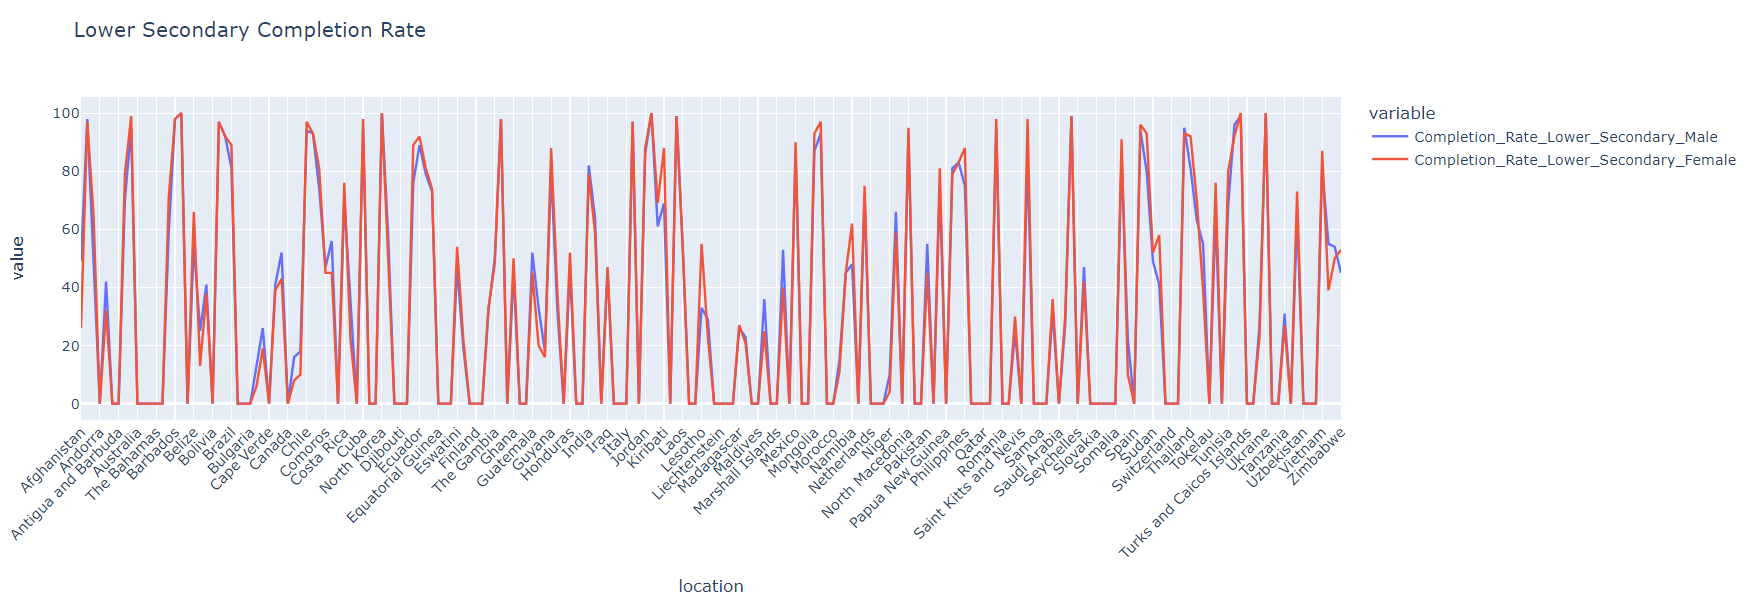 Lower Secondary Completion Rate
variable
Completion_Rate_Lower_Secondary_Male
Completion_Rate_Lower_Secondary_Female
value
100
80
60
40
20
0
Afghanistan
Andorra
Antigua and Barbuda
Australia
The Bahamas
Barbados
Belize
Bolivia
Brazil
Bulgaria
Cape Verde
Canada
Chile
Comoros
Costa Rica
Cuba
North Korea
Djibouti
Ecuador
Equatorial Guinea
Eswatini
Finland
The Gambia
Ghana
Guatemala
Guyana
Honduras
India
Iraq
Italy
Jordan
Kiribati
Laos
Lesotho
Liechtenstein
Madagascar
Maldives
Marshall Islands
Mexico
Mongolia
Morocco
Namibia
Netherlands
Niger
North Macedonia
Pakistan
Papua New Guinea
Philippines
Qatar
Romania
Saint Kitts and Nevis
Samoa
Saudi Arabia
Seychelles
Slovakia
Somalia
Spain
Sudan
Switzerland
Thailand
Tokelau
Tunisia
Turks and Caicos Islands
Ukraine
Tanzania
Uzbekistan
Vietnam
Zimbabwe
location